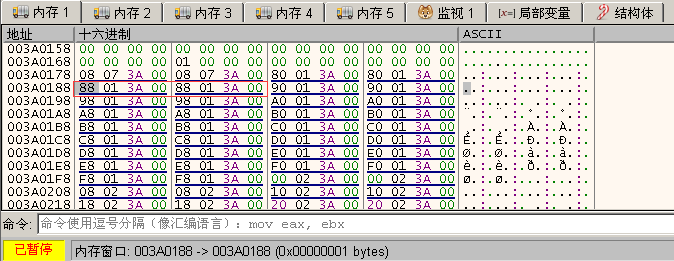 内存 1 内存 2 内存 3 内存 4 内存 5 监视 1 [x=] 局部变量 结构体
地址 十六进制 ASCII
003A0158 00 00 00 00 00 00 00 00 00 00 00 00 00 00 00 00 ................
003A0168 00 00 00 00 01 00 00 00 00 00 00 00 00 00 00 00 ................
003A0178 08 07 3A 00 08 07 3A 00 80 01 3A 00 80 01 3A 00 ..:...:...:...:.
003A0188 88 01 3A 00 88 01 3A 00 90 01 3A 00 90 01 3A 00 ..:...:...:...:.
003A0198 98 01 3A 00 98 01 3A 00 A0 01 3A 00 A0 01 3A 00
003A01A8 A8 01 3A 00 A8 01 3A 00 B0 01 3A 00 B0 01 3A 00 ¨.:.¨.:.°.:.°.:.
003A01B8 B8 01 3A 00 B8 01 3A 00 C0 01 3A 00 C0 01 3A 00 ¸.:.¸.:.À.:.À.:.
003A01C8 C8 01 3A 00 C8 01 3A 00 D0 01 3A 00 D0 01 3A 00 È.:.È.:.Ð.:.Ð.:.
003A01D8 D8 01 3A 00 D8 01 3A 00 E0 01 3A 00 E0 01 3A 00 Ø.:.Ø.:.à.:.à.:.
003A01E8 E8 01 3A 00 E8 01 3A 00 F0 01 3A 00 F0 01 3A 00 è.:.è.:.ð.:.ð.:.
003A01F8 F8 01 3A 00 F8 01 3A 00 00 02 3A 00 00 02 3A 00 ø.:.ø.:...:...:.
003A0208 08 02 3A 00 08 02 3A 00 10 02 3A 00 10 02 3A 00 ..:...:...:...:.
003A0218 18 02 3A 00 18 02 3A 00 20 02 3A 00 20 02 3A 00
命令: 命令使用逗号分隔（像汇编语言）: mov eax, ebx
已暂停 内存窗口: 003A0188 -> 003A0188 (0x00000001 bytes)